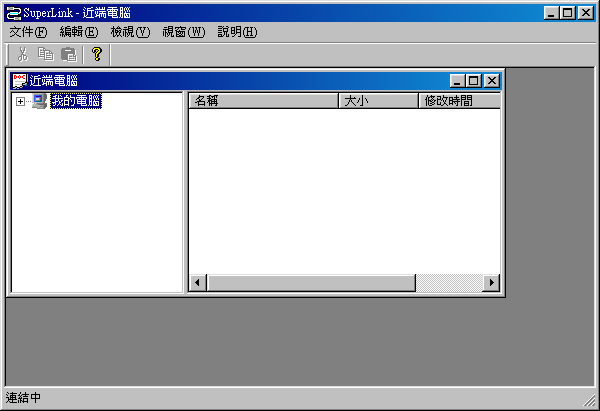 SuperLink - 近端電腦
文件(F) 編輯(E) 檢視(V) 視窗(W) 說明(H)
DOC 近端電腦
我的電腦
名稱 大小 修改時間
連結中